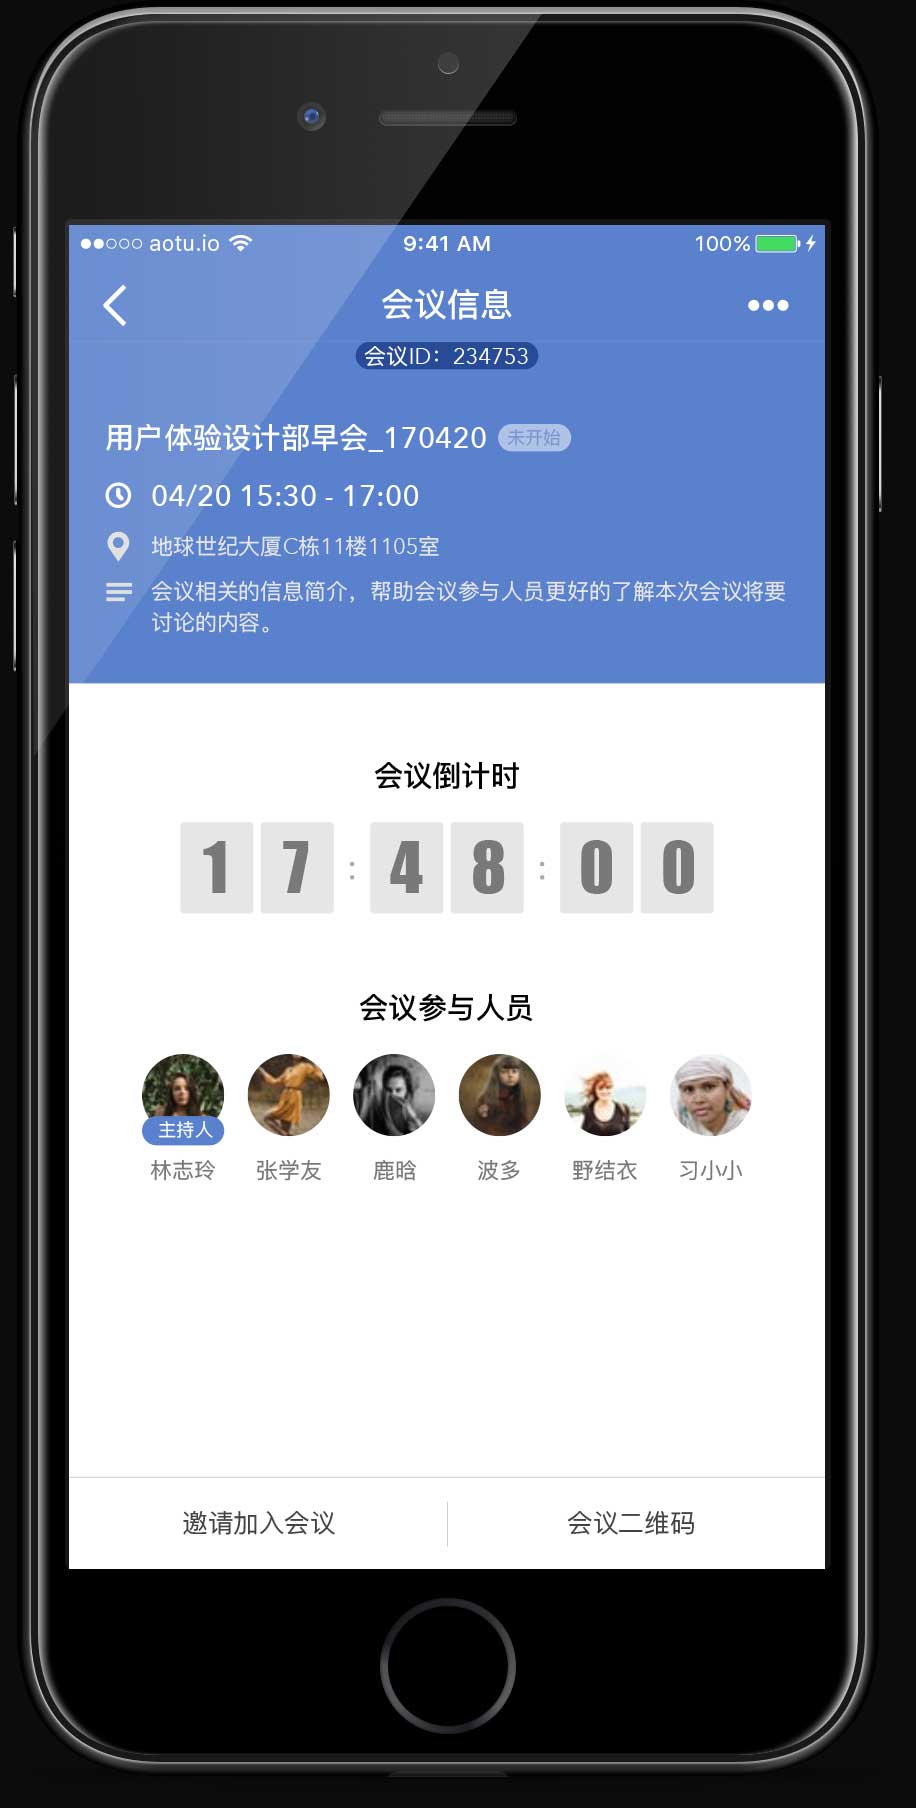 aotu.io 9:41 AM 100%
会议信息
会议ID：234753
用户体验设计部早会_170420 未开始
04/20 15:30 - 17:00
地球世纪大厦C栋11楼1105室
会议相关的信息简介，帮助会议参与人员更好的了解本次会议将要
讨论的内容。
会议倒计时
17:48:00
会议参与人员
主持人
林志玲 张学友 鹿晗 波多 野结衣 习小小
邀请加入会议 会议二维码